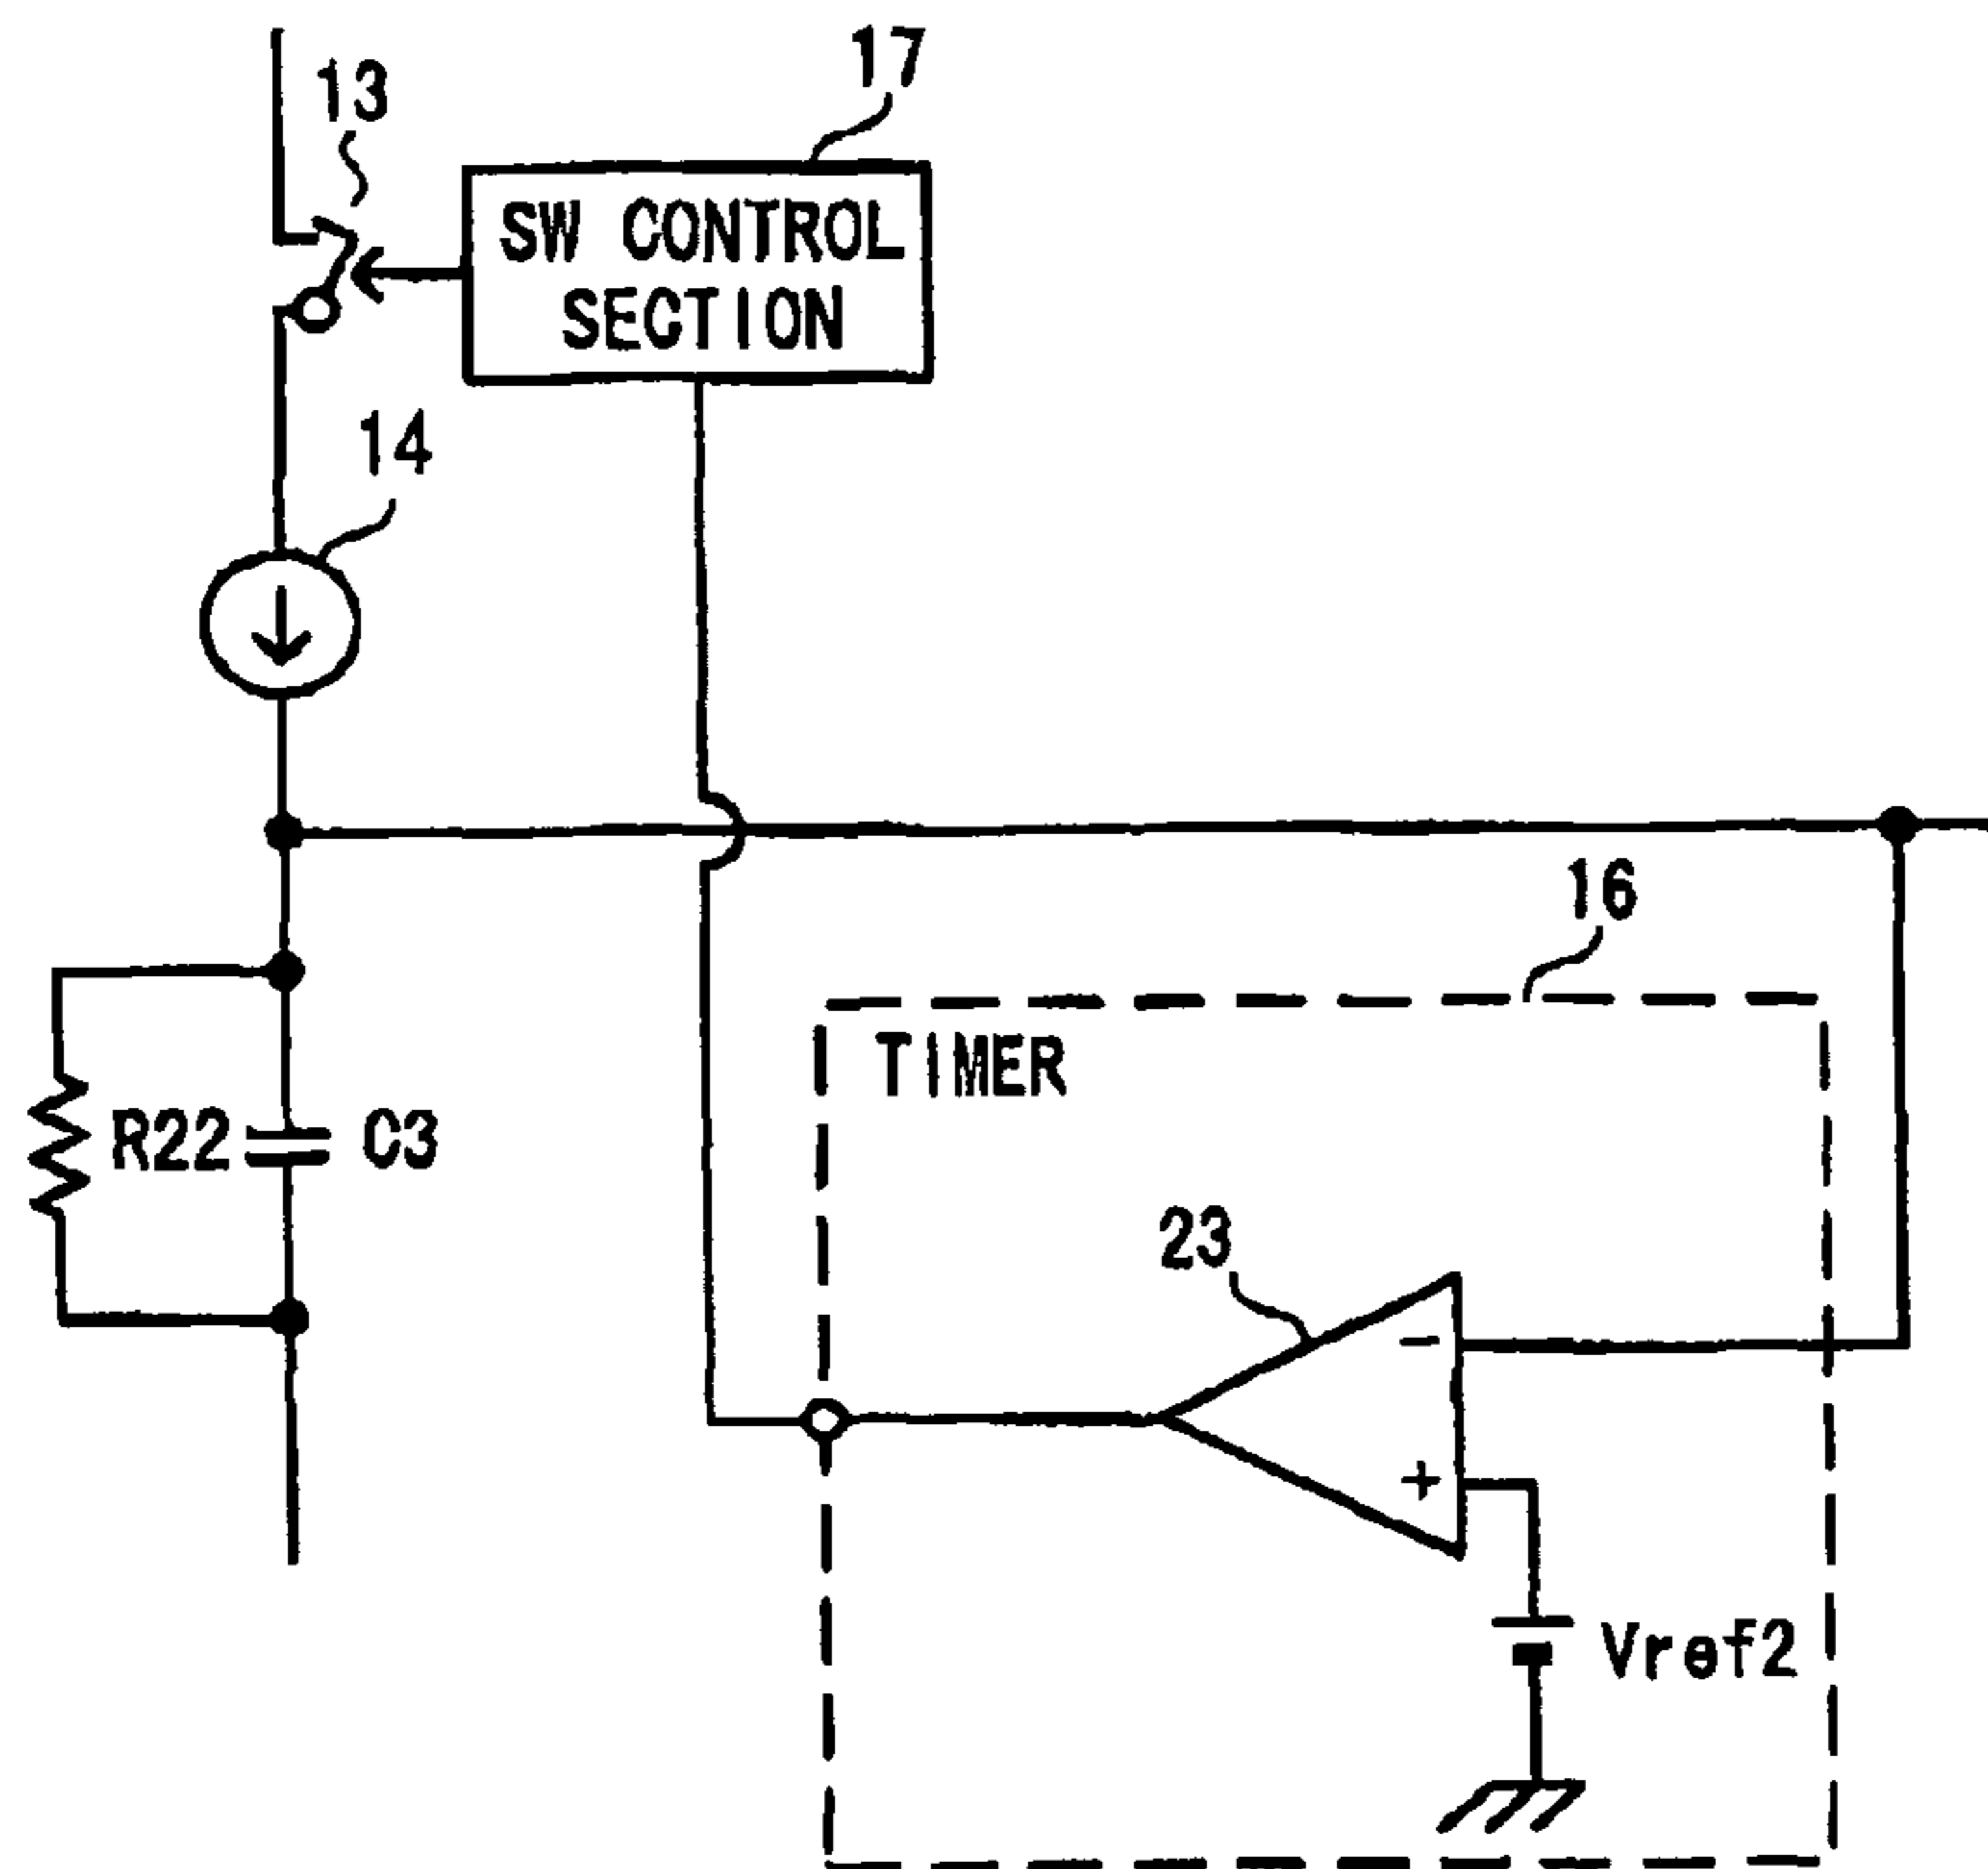 17
13
SW CONTROL
SECTION
14
16
TIMER
R22
C3
23
-
+
Vref2